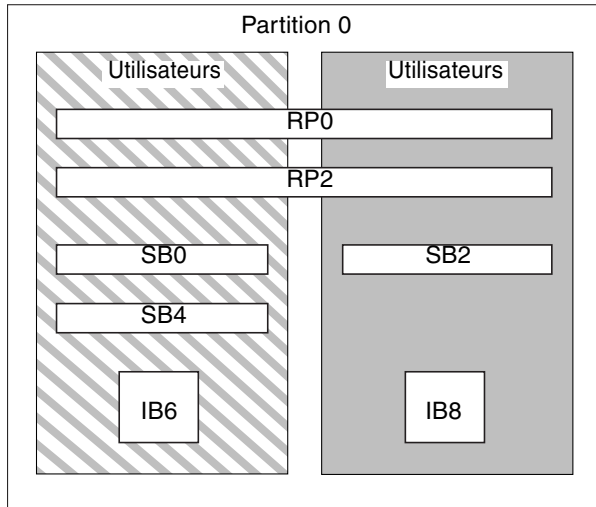 Partition 0
Utilisateurs Utilisateurs
RP0
RP2
SB0 SB2
SB4
IB6 IB8